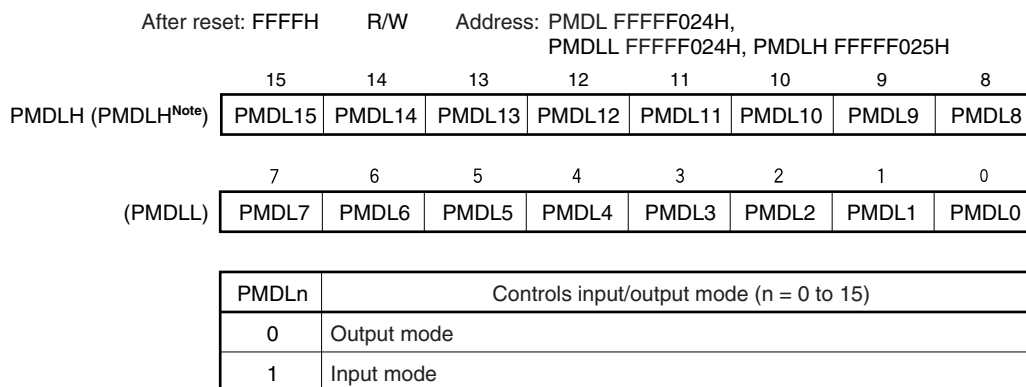 After reset: FFFFH R/W Address: PMDL FFFFF024H,
PMDLL FFFFF024H, PMDLH FFFFF025H
15 14 13 12 11 10 9 8
PMDLH (PMDLHNote) PMDL15 PMDL14 PMDL13 PMDL12 PMDL11 PMDL10 PMDL9 PMDL8
7 6 5 4 3 2 1 0
(PMDLL) PMDL7 PMDL6 PMDL5 PMDL4 PMDL3 PMDL2 PMDL1 PMDL0
PMDLn Controls input/output mode (n = 0 to 15)
0 Output mode
1 Input mode